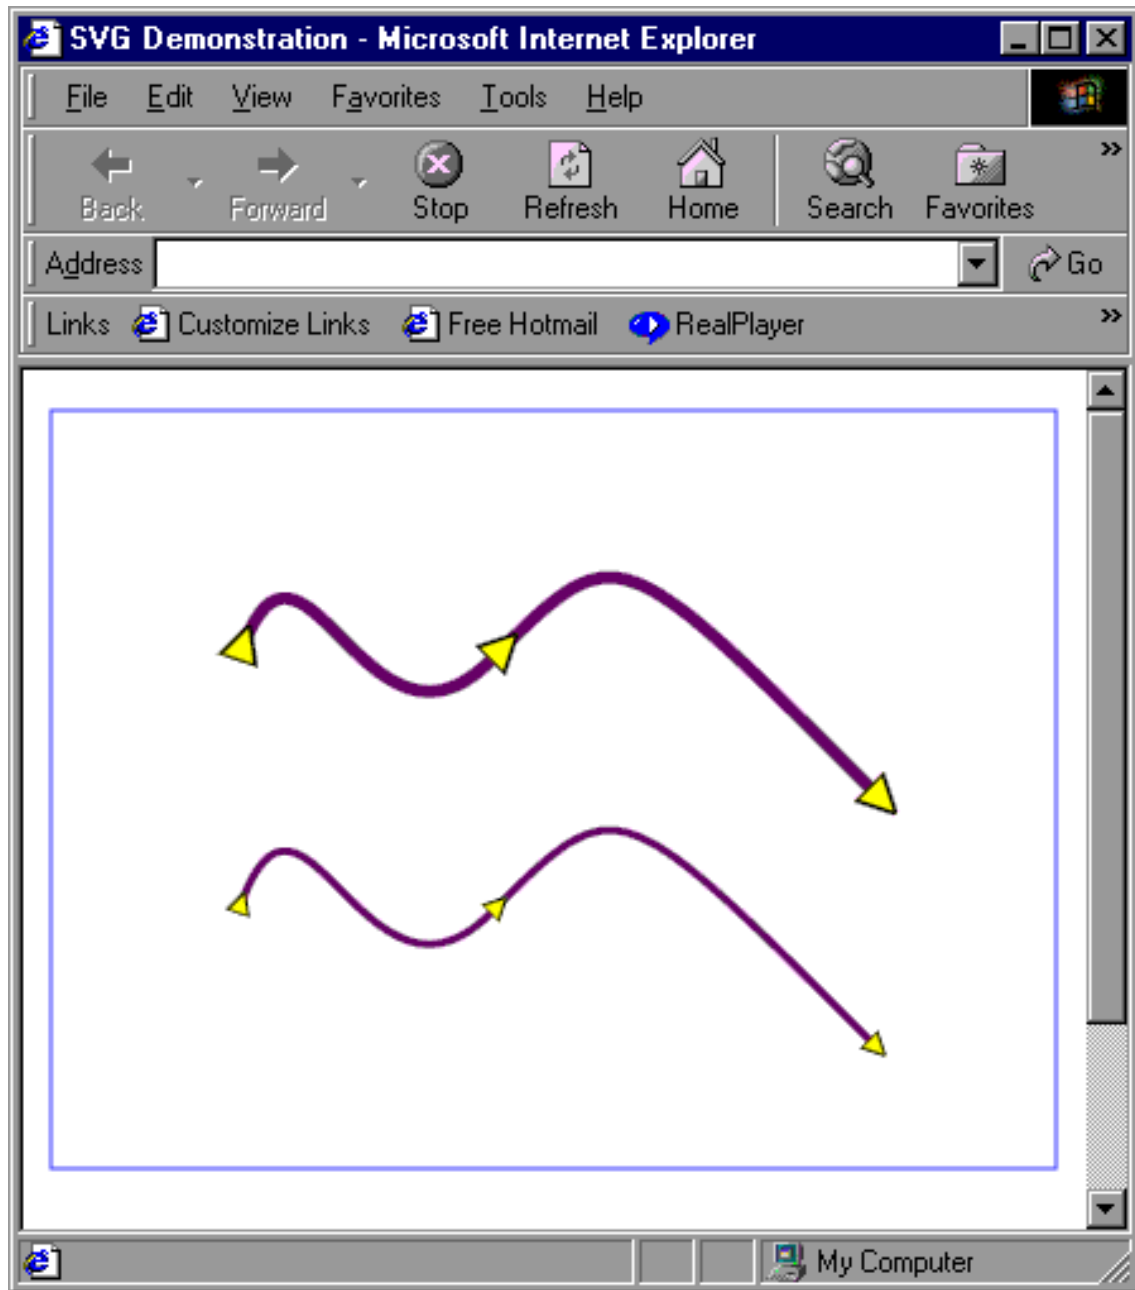 SVG Demonstration - Microsoft Internet Explorer
File Edit View Favorites Tools Help
Back Forward Stop Refresh Home Search Favorites »
Address Go
Links Customize Links Free Hotmail RealPlayer »
My Computer